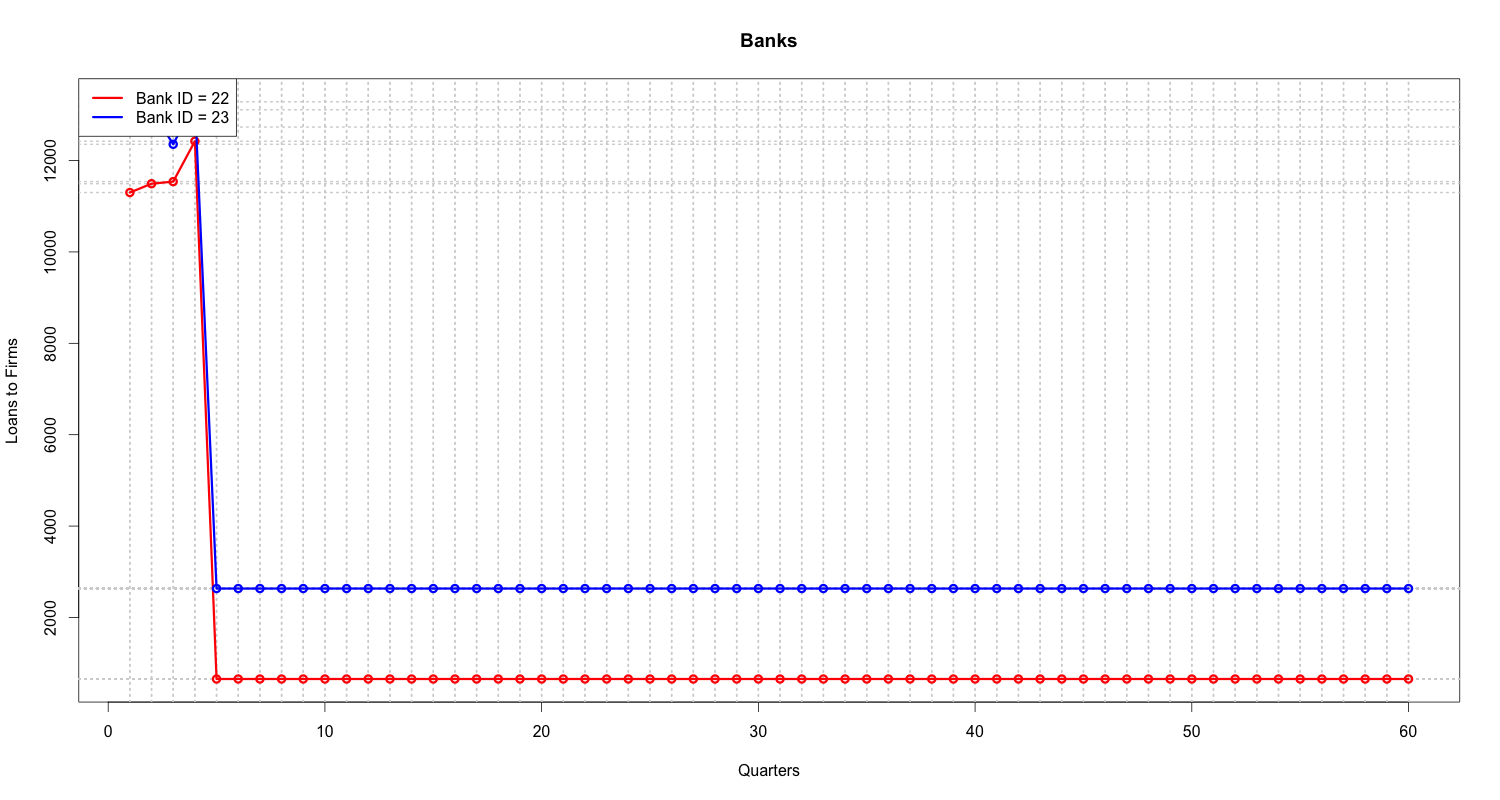 Banks
Bank ID = 22
Bank ID = 23
Loans to Firms
12000
10000
8000
6000
4000
2000
0 10 20 30 40 50 60
Quarters